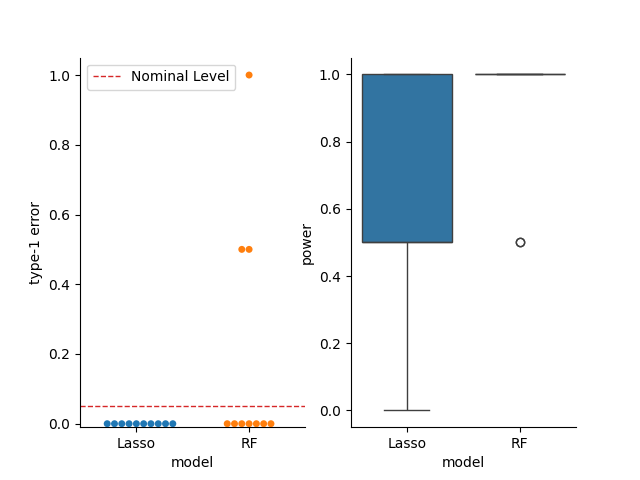 Nominal Level
1.0
0.8
0.6
0.4
0.2
0.0
type-1 error
Lasso
RF
model
1.0
0.8
0.6
0.4
0.2
0.0
power
Lasso
RF
model